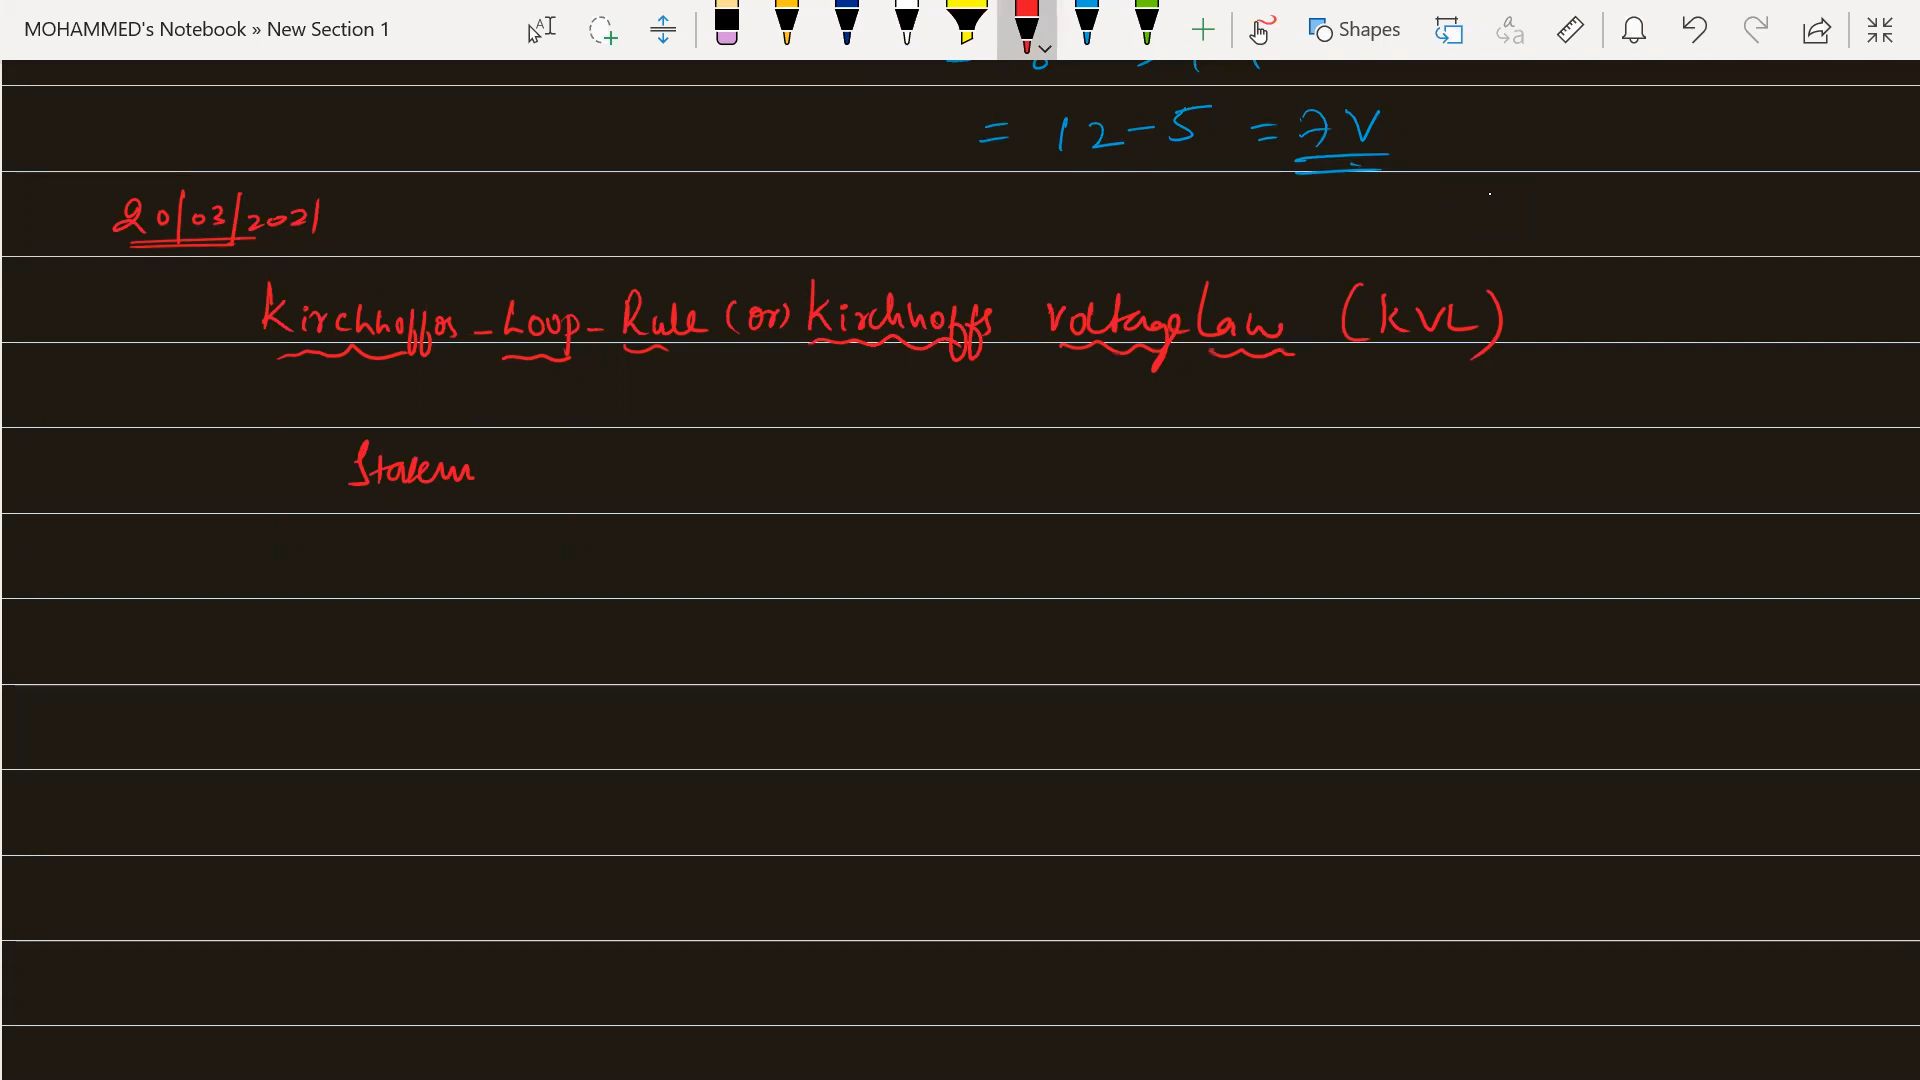 MOHAMMED's Notebook » New Section 1
Shapes
= 12 - 5 = 7V
20/03/2021
Kirchhoffos - Loop - Rule (or) Kirchhoffs voltage Law (KVL)
Statem